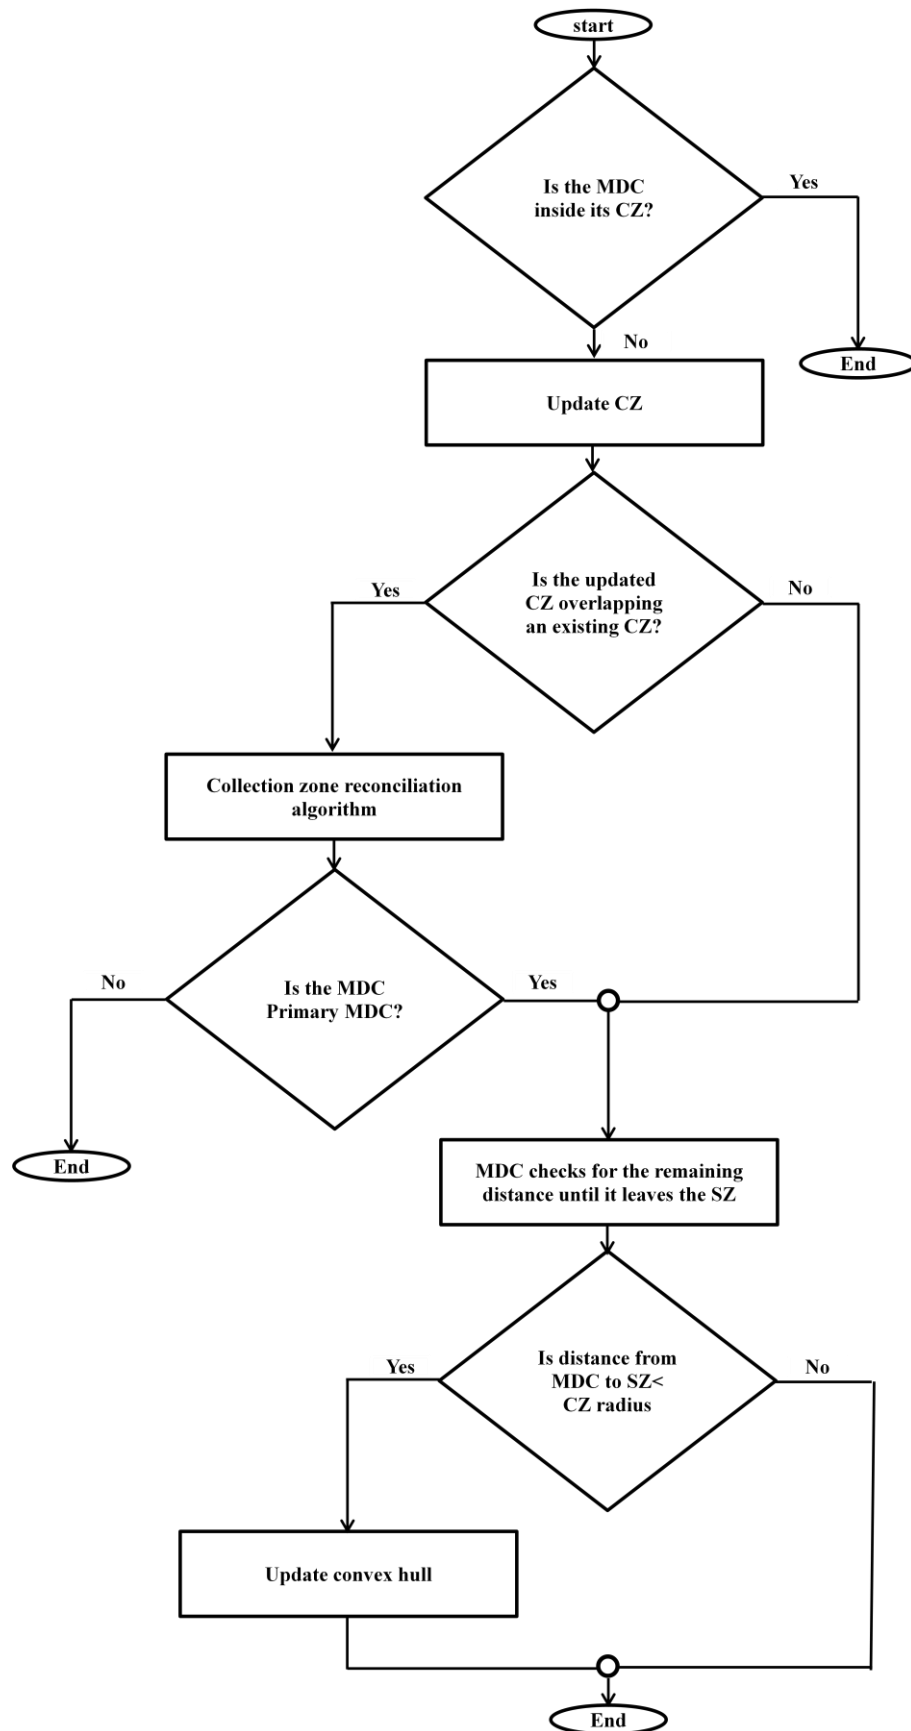 start
Is the MDC
inside its CZ?
Yes
No
End
Update CZ
Is the updated
CZ overlapping
an existing CZ?
Yes
No
Collection zone reconciliation
algorithm
Is the MDC
Primary MDC?
No
Yes
End
MDC checks for the remaining
distance until it leaves the SZ
Is distance from
MDC to SZ<
CZ radius
Yes
No
Update convex hull
End